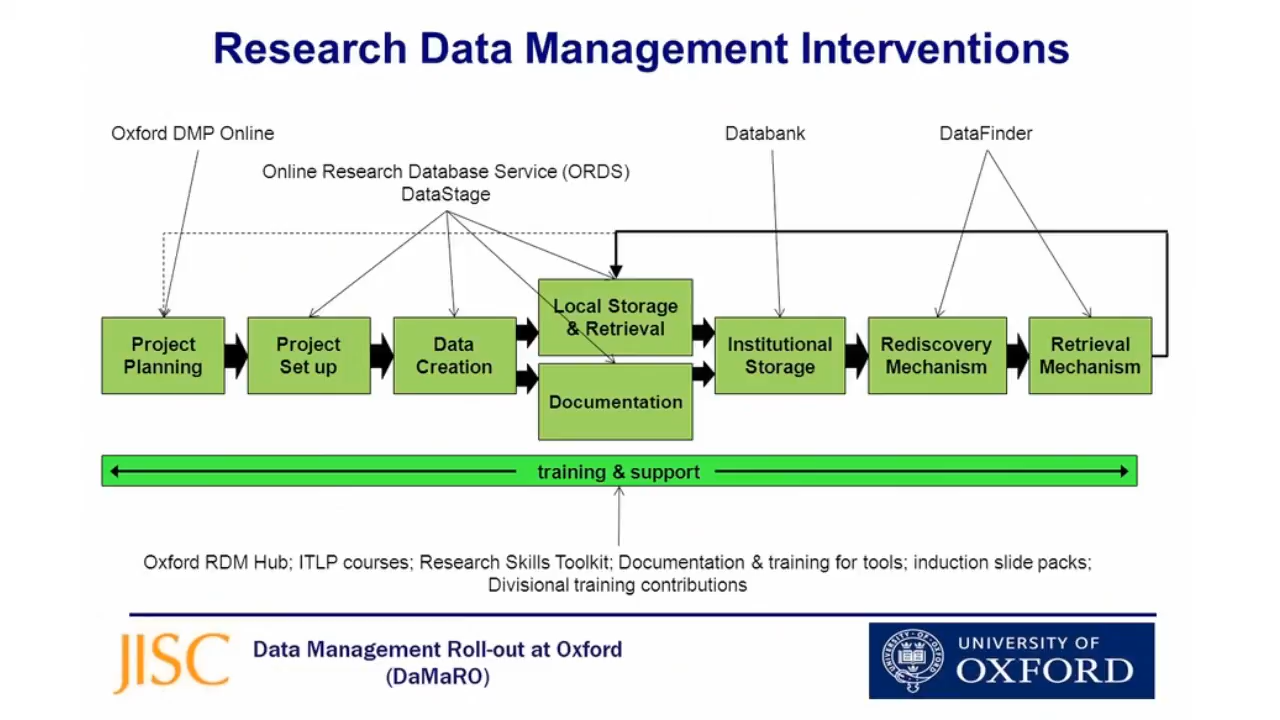 Research Data Management Interventions
Oxford DMP Online
Databank
DataFinder
Online Research Database Service (ORDS)
DataStage
Project
Planning
Project
Set up
Data
Creation
Local Storage
& Retrieval
Documentation
Institutional
Storage
Rediscovery
Mechanism
Retrieval
Mechanism
training & support
Oxford RDM Hub; ITLP courses; Research Skills Toolkit; Documentation & training for tools; induction slide packs;
Divisional training contributions
JISC
Data Management Roll-out at Oxford
(DaMaRO)
UNIVERSITY OF
OXFORD